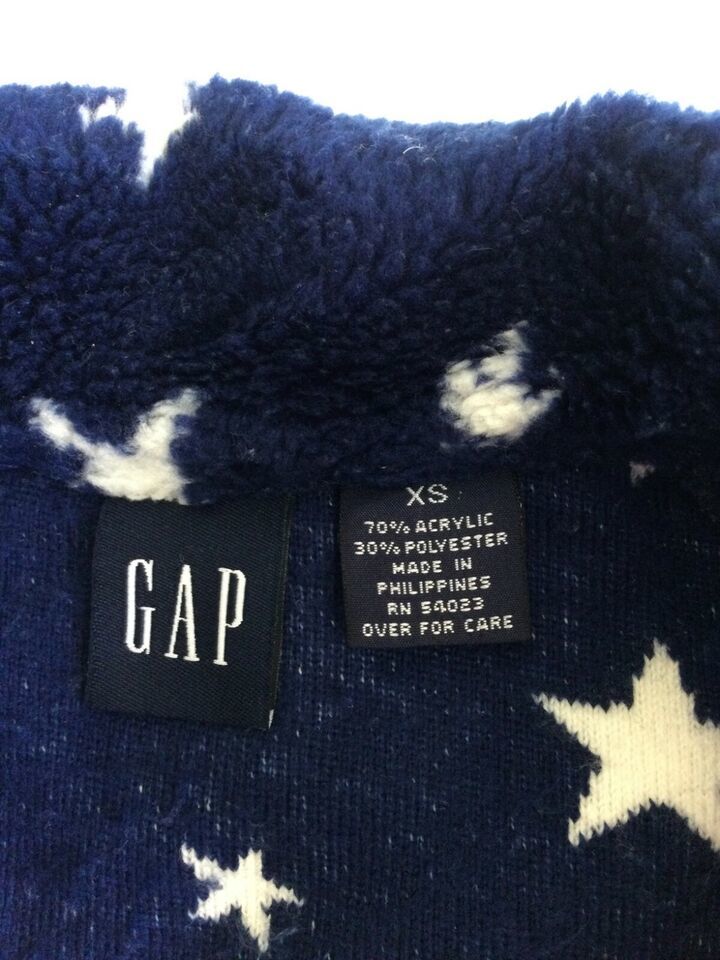 GAP
XS
70% ACRYLIC
30% POLYESTER
MADE IN
PHILIPPINES
RN 54023
OVER FOR CARE